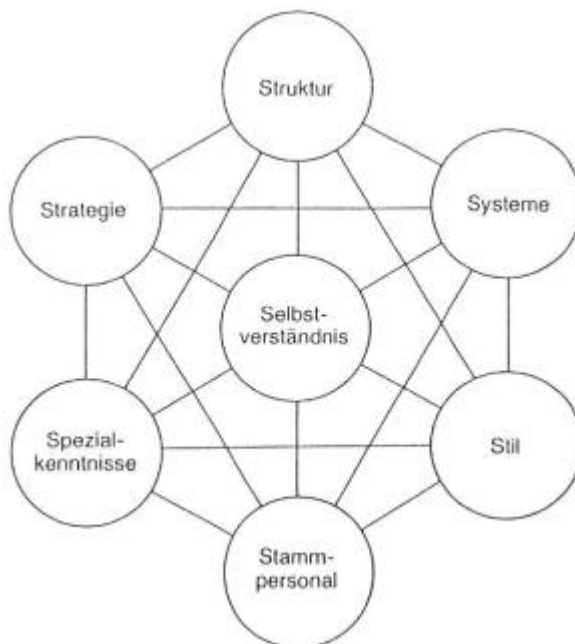 Struktur
Strategie
Systeme
Selbst-
verständnis
Spezial-
kenntnisse
Stil
Stamm-
personal